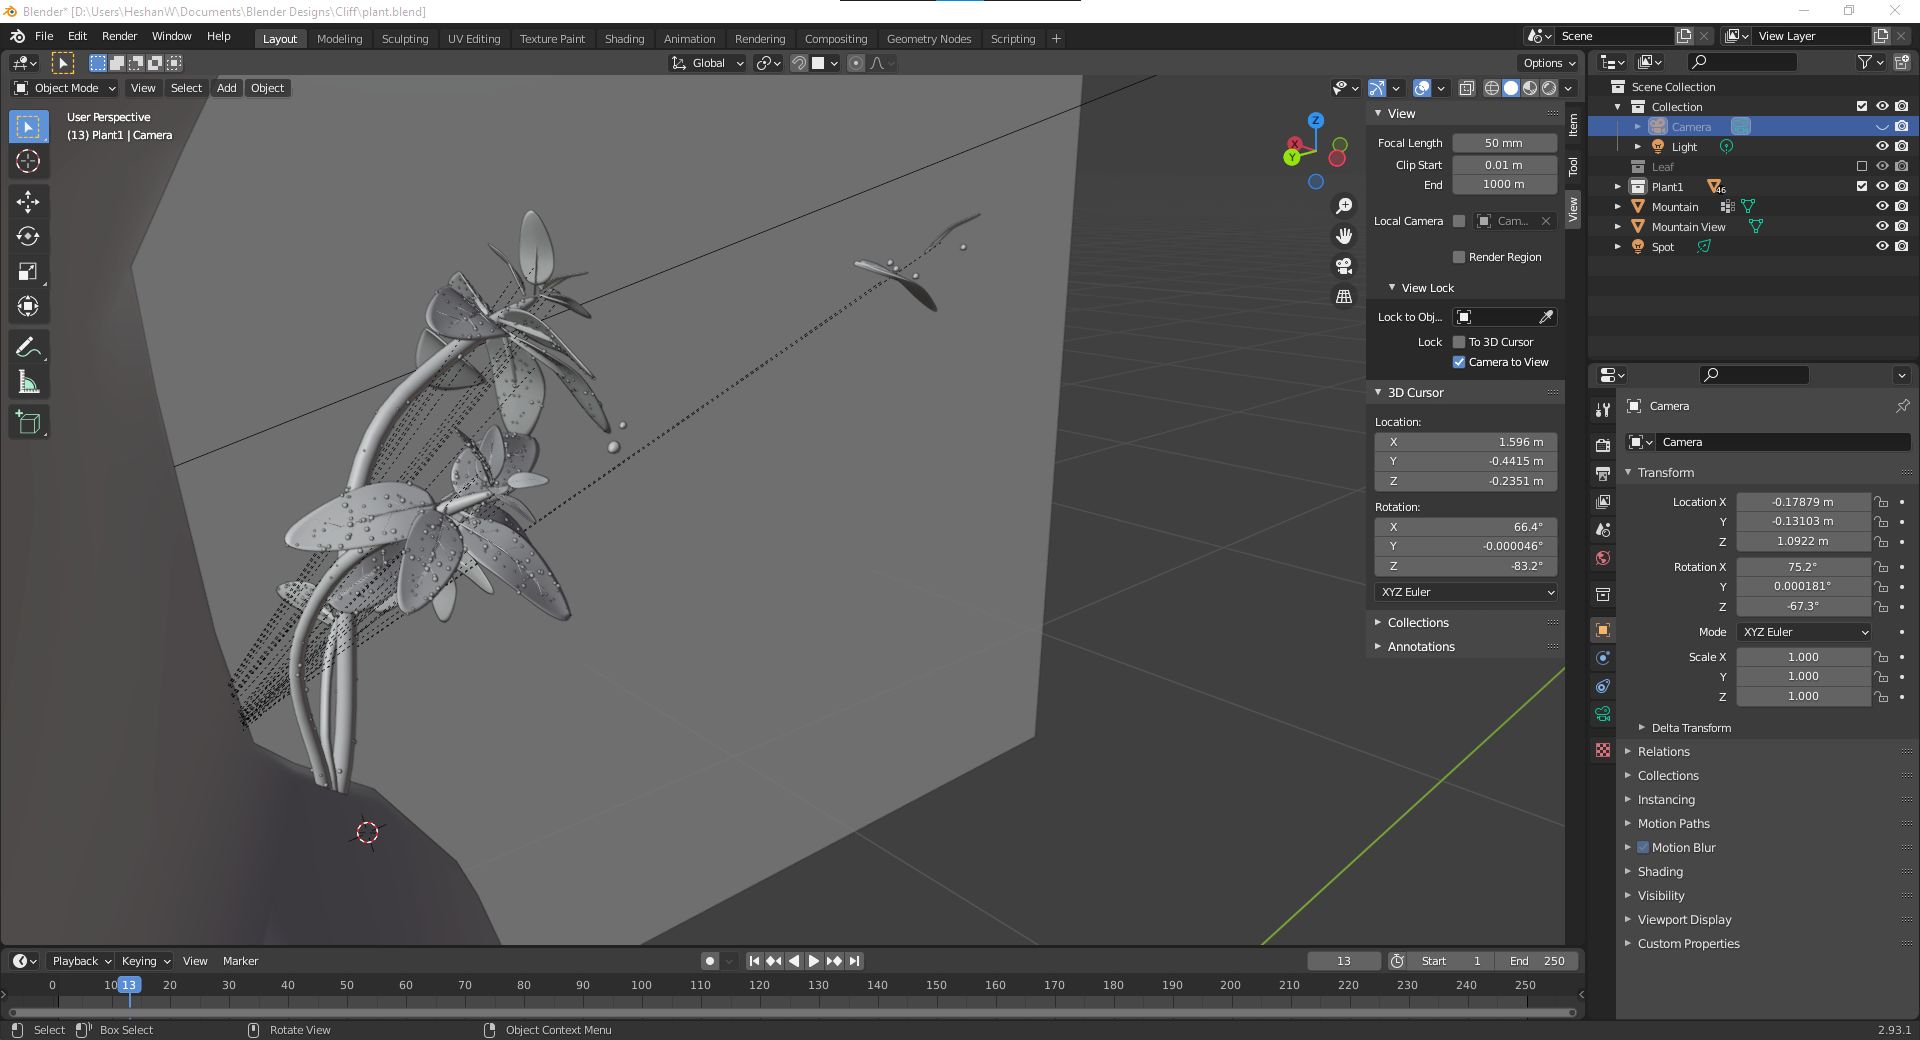 Blender* [D:\Users\HeshanW\Documents\Blender Designs\Cliff\plant.blend]
File Edit Render Window Help Layout Modeling Sculpting UV Editing Texture Paint Shading Animation Rendering Compositing Geometry Nodes Scripting + Scene View Layer
Global Options
Object Mode View Select Add Object
User Perspective
(13) Plant1 | Camera
Z
X
Y
View
Focal Length 50 mm
Clip Start 0.01 m
End 1000 m
Local Camera Cam...
Render Region
View Lock
Lock to Obj...
Lock To 3D Cursor
Camera to View
3D Cursor
Location:
X 1.596 m
Y -0.4415 m
Z -0.2351 m
Rotation:
X 66.4°
Y -0.000046°
Z -83.2°
XYZ Euler
Collections
Annotations
Item
Tool
View
Scene Collection
Collection
Camera
Light
Leaf
Plant1 46
Mountain
Mountain View
Spot
Camera
Camera
Transform
Location X -0.17879 m
Y -0.13103 m
Z 1.0922 m
Rotation X 75.2°
Y 0.000181°
Z -67.3°
Mode XYZ Euler
Scale X 1.000
Y 1.000
Z 1.000
Delta Transform
Relations
Collections
Instancing
Motion Paths
Motion Blur
Shading
Visibility
Viewport Display
Custom Properties
Playback Keying View Marker 13 Start 1 End 250
0 10 13 20 30 40 50 60 70 80 90 100 110 120 130 140 150 160 170 180 190 200 210 220 230 240 250
Select Box Select Rotate View Object Context Menu 2.93.1